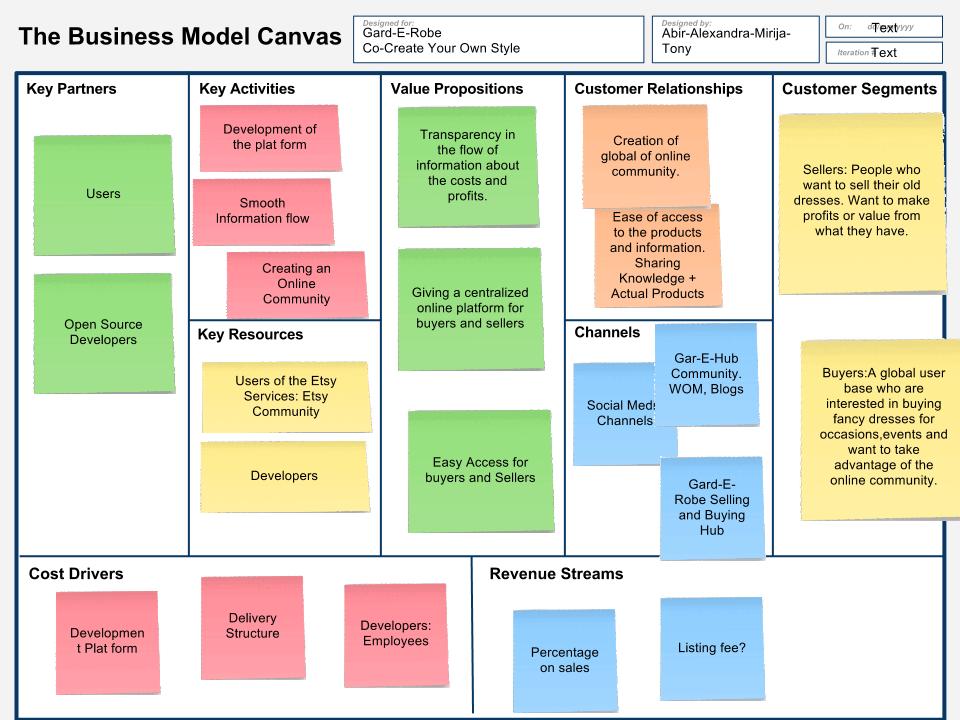 The Business Model Canvas
Designed for:
Gard-E-Robe
Co-Create Your Own Style
Designed by:
Abir-Alexandra-Mirija-
Tony
On:
Text
Iteration
Text
Key Partners
Users
Open Source
Developers
Key Activities
Development of
the plat form
Smooth
Information flow
Creating an
Online
Community
Key Resources
Users of the Etsy
Services: Etsy
Community
Developers
Value Propositions
Transparency in
the flow of
information about
the costs and
profits.
Giving a centralized
online platform for
buyers and sellers
Easy Access for
buyers and Sellers
Customer Relationships
Creation of
global of online
community.
Ease of access
to the products
and information.
Sharing
Knowledge +
Actual Products
Channels
Gar-E-Hub
Community.
WOM, Blogs
Social
Channels
Gard-E-
Robe Selling
and Buying
Hub
Customer Segments
Sellers: People who
want to sell their old
dresses. Want to make
profits or value from
what they have.
Buyers:A global user
base who are
interested in buying
fancy dresses for
occasions,events and
want to take
advantage of the
online community.
Cost Drivers
Developmen
t Plat form
Delivery
Structure
Developers:
Employees
Revenue Streams
Percentage
on sales
Listing fee?